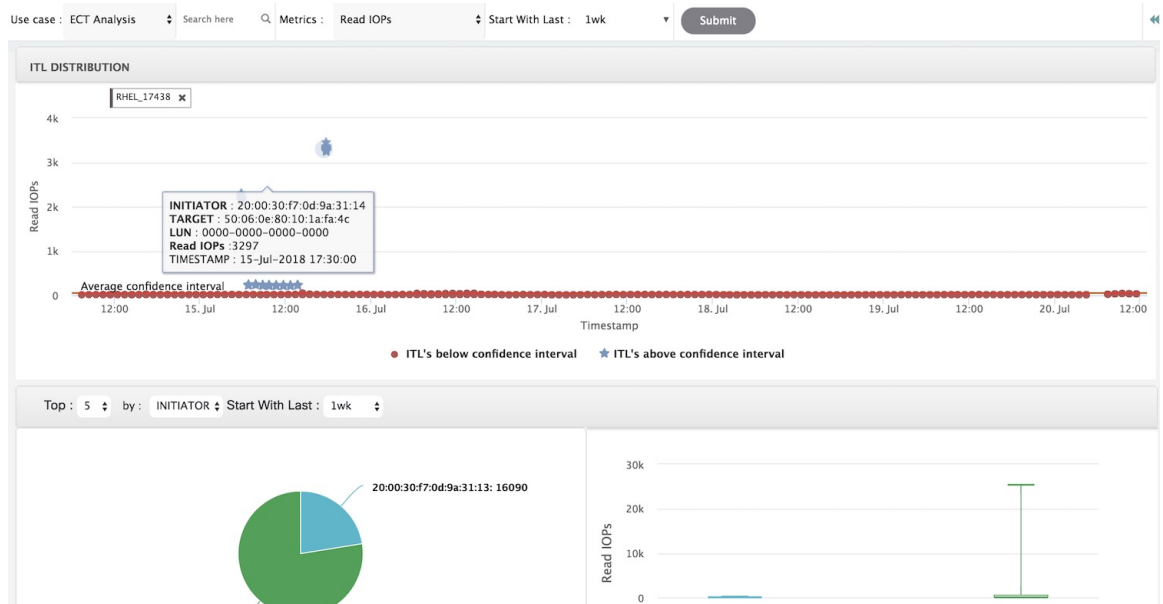 Use case : ECT Analysis Search here Metrics : Read IOPs Start With Last : 1wk Submit
ITL DISTRIBUTION
RHEL_17438
4k
3k
2k
1k
0
Read IOPs
INITIATOR : 20:00:30:f7:0d:9a:31:14
TARGET : 50:06:0e:80:10:1a:fa:4c
LUN : 0000-0000-0000-0000
Read IOPs :3297
TIMESTAMP : 15-Jul-2018 17:30:00
Average confidence interval
12:00 15. Jul 12:00 16. Jul 12:00 17. Jul 12:00 18. Jul 12:00 19. Jul 12:00 20. Jul 12:00
Timestamp
ITL's below confidence interval ITL's above confidence interval
Top : 5 by : INITIATOR Start With Last : 1wk
20:00:30:f7:0d:9a:31:13: 16090
30k
20k
10k
0
Read IOPs